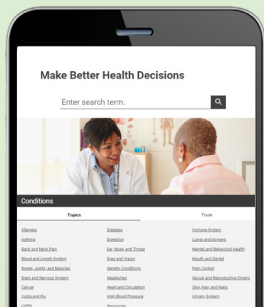 Make Better Health Decisions
Enter search term.
Conditions
Topics
Tools
Allergies
Diabetes
Immune System
Asthma
Digestion
Lungs and Airways
Back and Neck Pain
Ear, Nose, and Throat
Mental and Behavioral Health
Blood and Lymph System
Eyes and Vision
Mouth and Dental
Bones, Joints, and Muscles
Genetic Conditions
Pain Control
Brain and Nervous System
Headaches
Sexual and Reproductive Organs
Cancer
Heart and Circulation
Skin, Hair, and Nails
Colds and Flu
High Blood Pressure
Urinary System
COPD